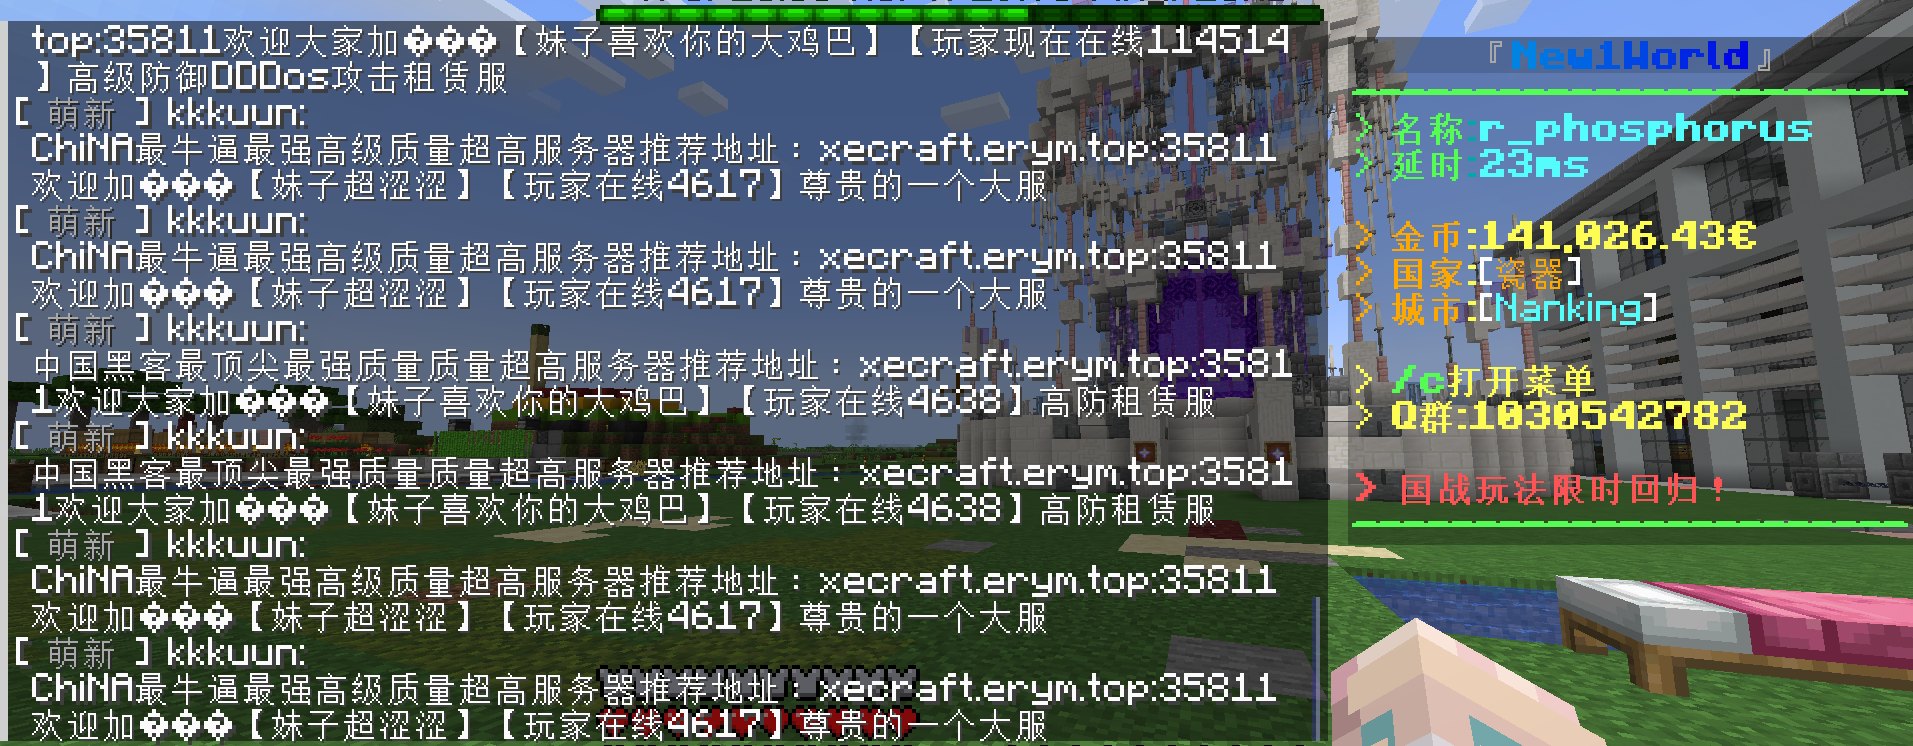 top:35811欢迎大家加���【妹子喜欢你的大鸡巴】【玩家现在在线114514
】高级防御DDDos攻击租赁服
[ 萌新 ] kkkuun:
ChiNA最牛逼最强高级质量超高服务器推荐地址：xecraft.erym.top:35811
欢迎加���【妹子超涩涩】【玩家在线4617】尊贵的一个大服
[ 萌新 ] kkkuun:
ChiNA最牛逼最强高级质量超高服务器推荐地址：xecraft.erym.top:35811
欢迎加���【妹子超涩涩】【玩家在线4617】尊贵的一个大服
[ 萌新 ] kkkuun:
中国黑客最顶尖最强质量质量超高服务器推荐地址：xecraft.erym.top:3581
1欢迎大家加���【妹子喜欢你的大鸡巴】【玩家在线4638】高防租赁服
[ 萌新 ] kkkuun:
中国黑客最顶尖最强质量质量超高服务器推荐地址：xecraft.erym.top:3581
1欢迎大家加���【妹子喜欢你的大鸡巴】【玩家在线4638】高防租赁服
[ 萌新 ] kkkuun:
ChiNA最牛逼最强高级质量超高服务器推荐地址：xecraft.erym.top:35811
欢迎加���【妹子超涩涩】【玩家在线4617】尊贵的一个大服
[ 萌新 ] kkkuun:
ChiNA最牛逼最强高级质量超高服务器推荐地址：xecraft.erym.top:35811
欢迎加���【妹子超涩涩】【玩家在线4617】尊贵的一个大服
『New1World』
> 名称:r_phosphorus
> 延时:23ms
> 金币:141,026.43€
> 国家:[瓷器]
> 城市:[Nanking]
> /c打开菜单
> Q群:1030542782
> 国战玩法限时回归！